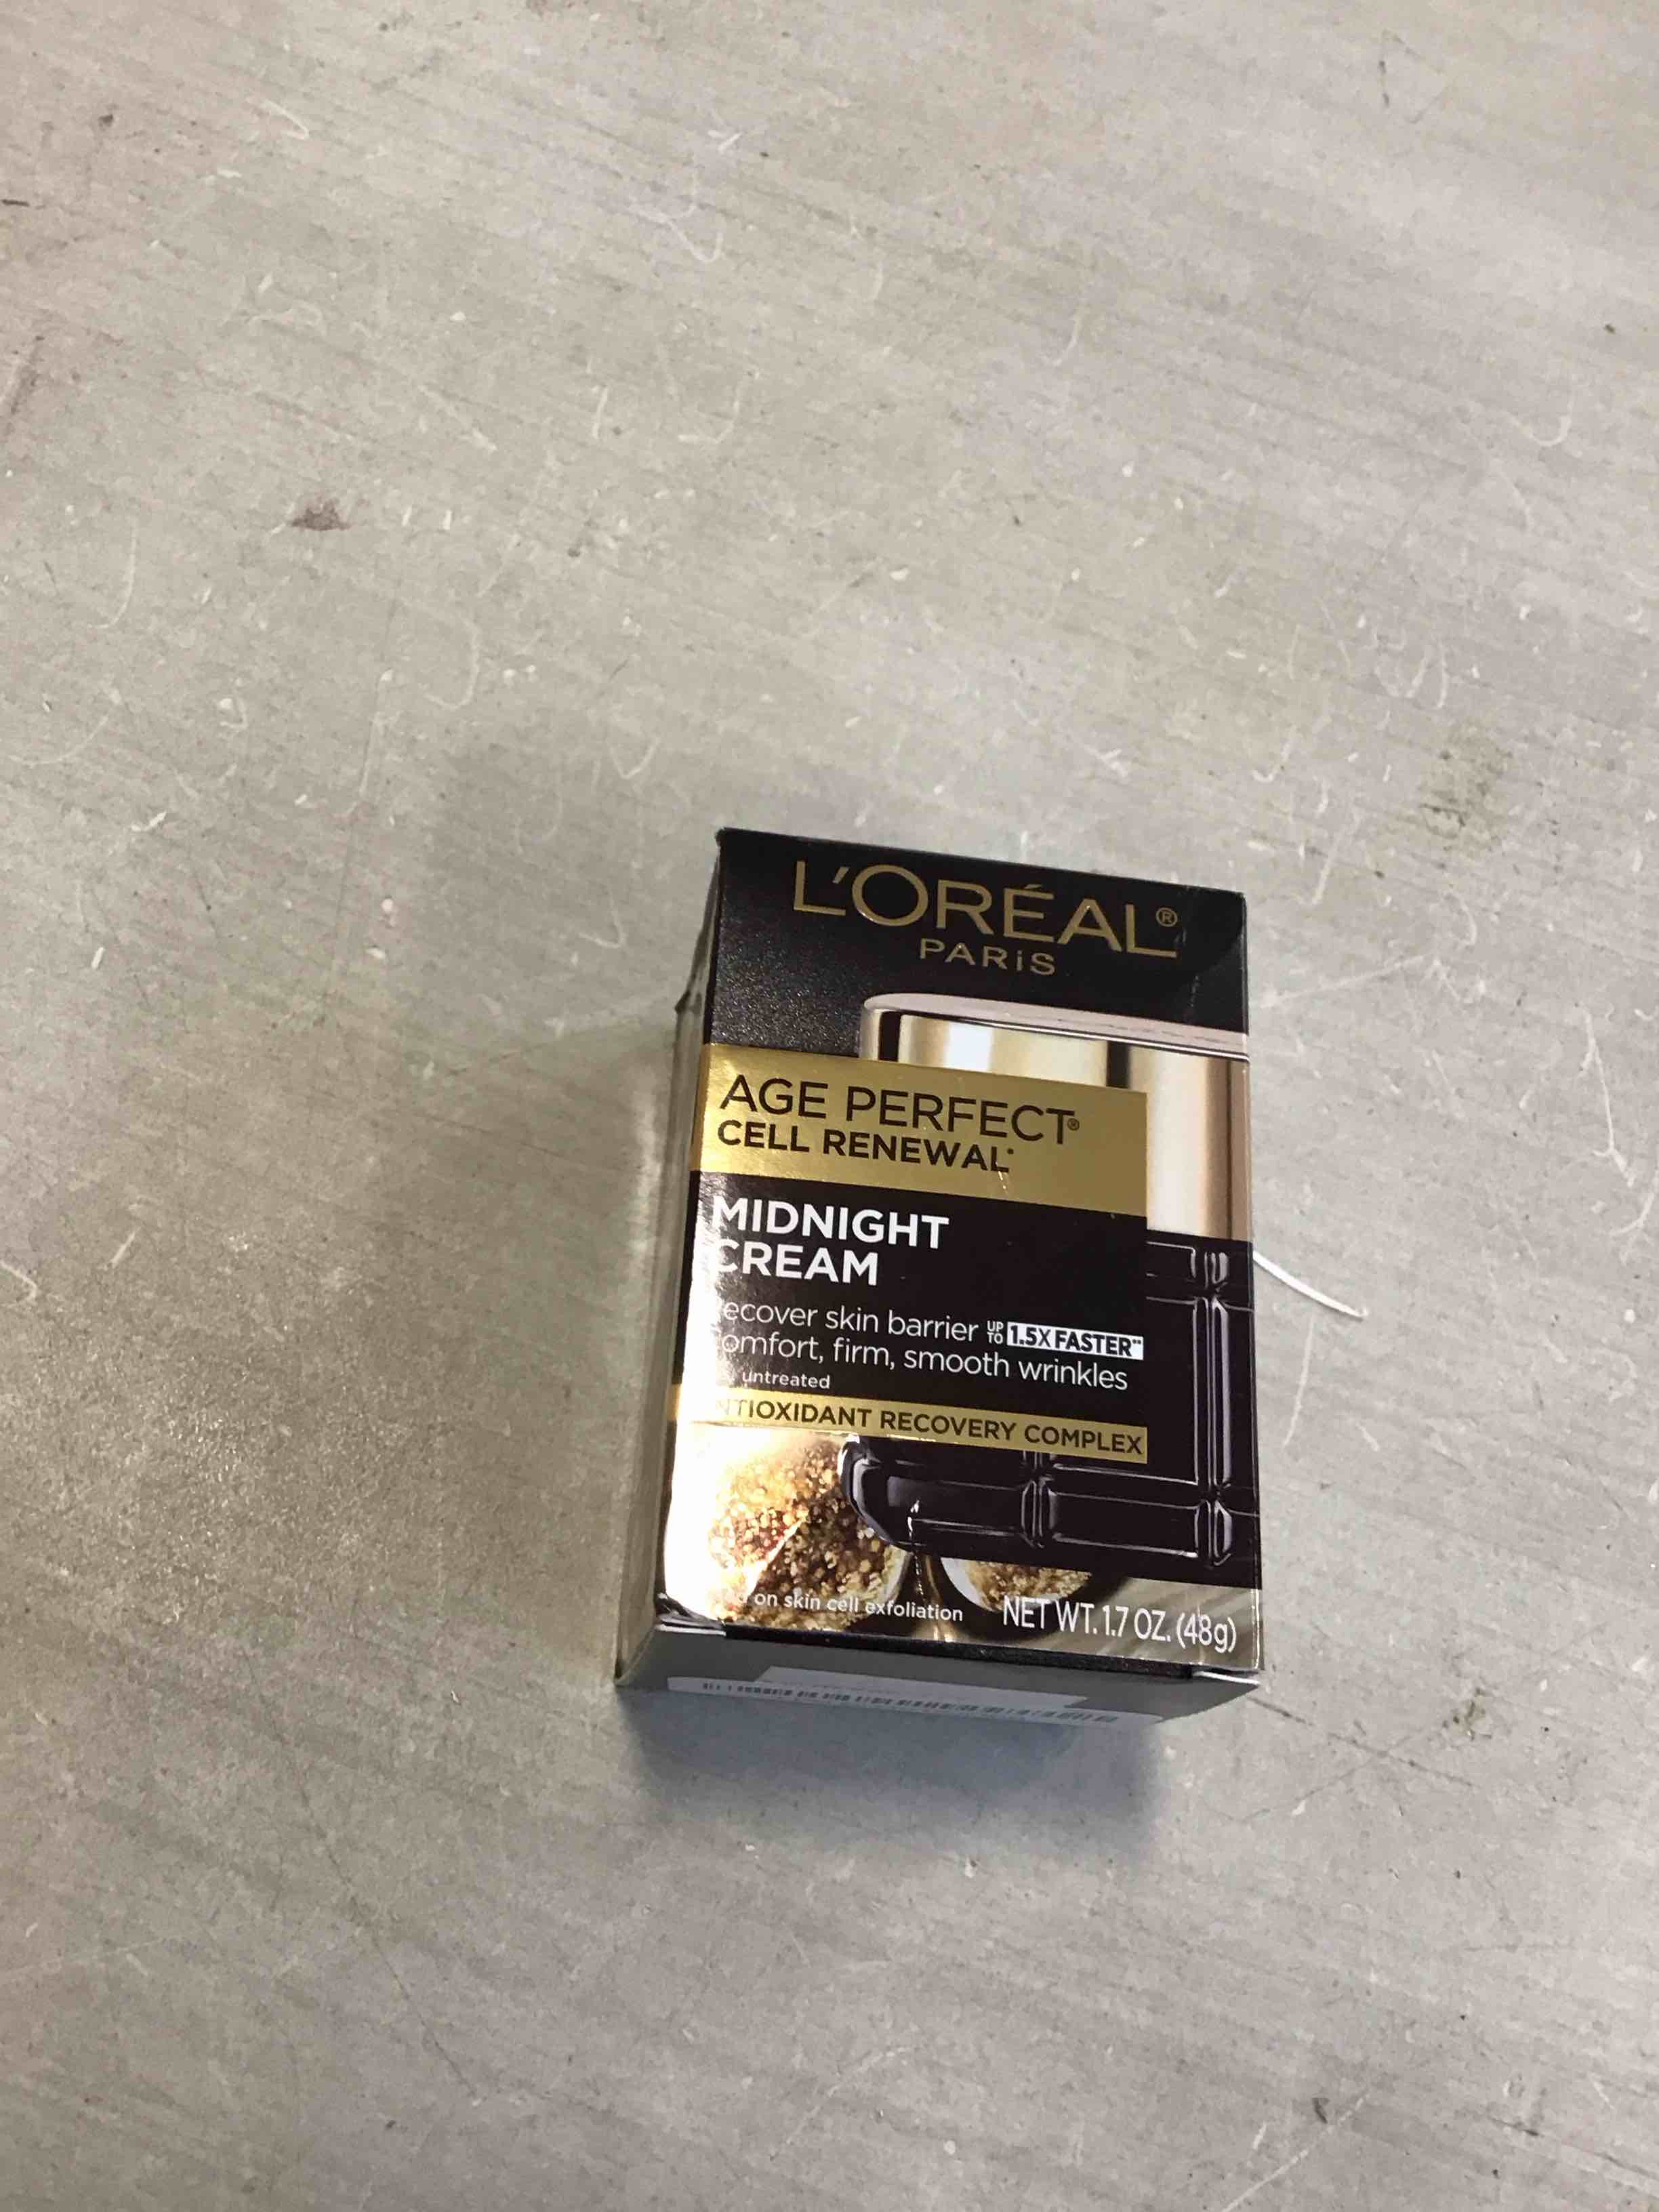 L'ORÉAL®
PARiS
AGE PERFECT®
CELL RENEWAL*
MIDNIGHT
CREAM
ecover skin barrier UP TO 1.5X FASTER**
omfort, firm, smooth wrinkles
untreated
NTIOXIDANT RECOVERY COMPLEX
on skin cell exfoliation
NET WT. 1.7 OZ. (48g)